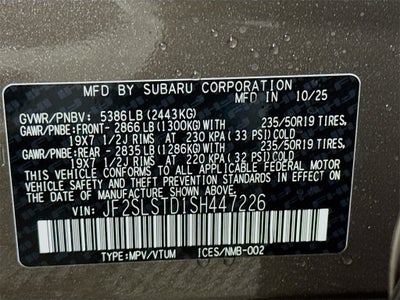 MFD BY SUBARU CORPORATION MFD IN 10/25
GVWR/PNBV: 5386LB (2443KG)
GAWR/PNBE: FRONT- 2866 LB (1300KG) WITH 235/50R19 TIRES,
19X7 1/2J RIMS AT 230 KPA (33 PSI) COLD
GAWR/PNBE: REAR - 2835 LB (1286KG) WITH 235/50R19 TIRES,
19X7 1/2J RIMS AT 220 KPA (32 PSI) COLD
THIS VEHICLE CONFORMS TO ALL APPLICABLE FEDERAL MOTOR
VEHICLE SAFETY AND BUMPER STANDARDS IN EFFECT ON THE DATE
OF THE DATE OF MANUFACTURE SHOWN ABOVE.
VIN: JF2SLSTD1SH447226
TYPE: MPV/VTUM ICES/NMB-002